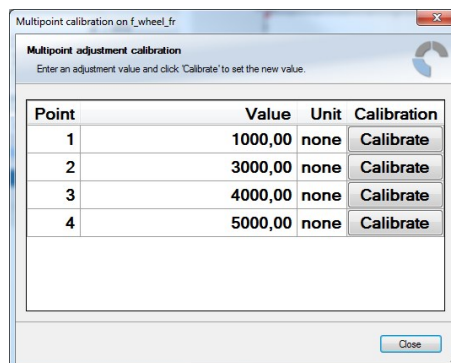 Multipoint calibration on f_wheel_fr
Multipoint adjustment calibration
Enter an adjustment value and click 'Calibrate' to set the new value.
Point Value Unit Calibration
1 1000,00 none Calibrate
2 3000,00 none Calibrate
3 4000,00 none Calibrate
4 5000,00 none Calibrate
Close